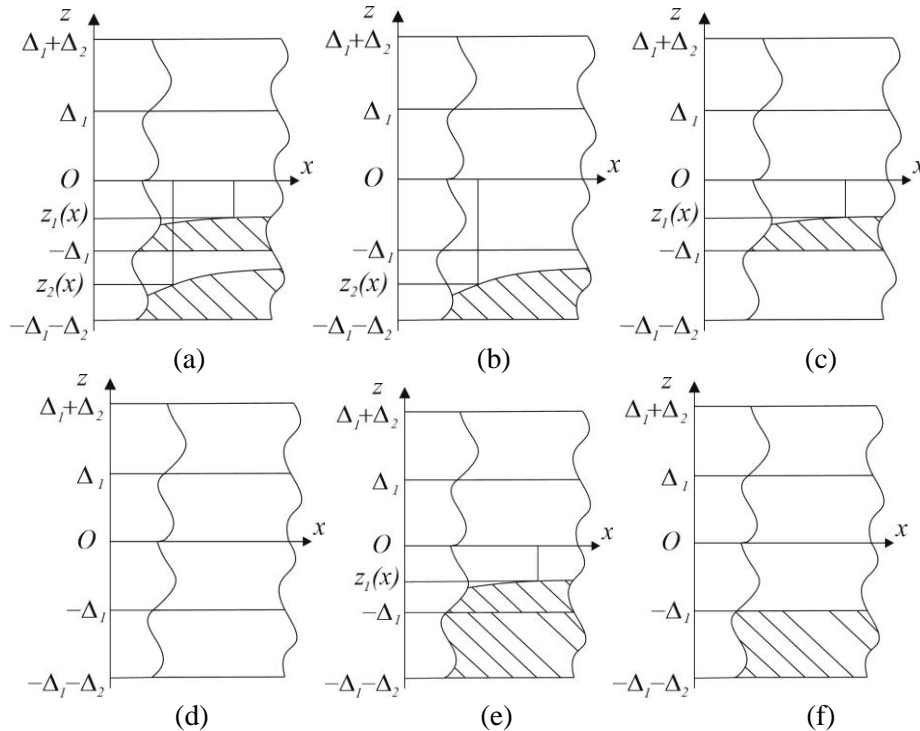 z z z
Δ₁+Δ₂ Δ₁+Δ₂ Δ₁+Δ₂
Δ₁ Δ₁ Δ₁
O x O x O x
z₁(x) z₁(x)
−Δ₁ −Δ₁ −Δ₁
z₂(x) z₂(x)
−Δ₁−Δ₂ −Δ₁−Δ₂ −Δ₁−Δ₂
(a) (b) (c)
z z z
Δ₁+Δ₂ Δ₁+Δ₂ Δ₁+Δ₂
Δ₁ Δ₁ Δ₁
O x O x O x
z₁(x)
−Δ₁ −Δ₁ −Δ₁
−Δ₁−Δ₂ −Δ₁−Δ₂ −Δ₁−Δ₂
(d) (e) (f)